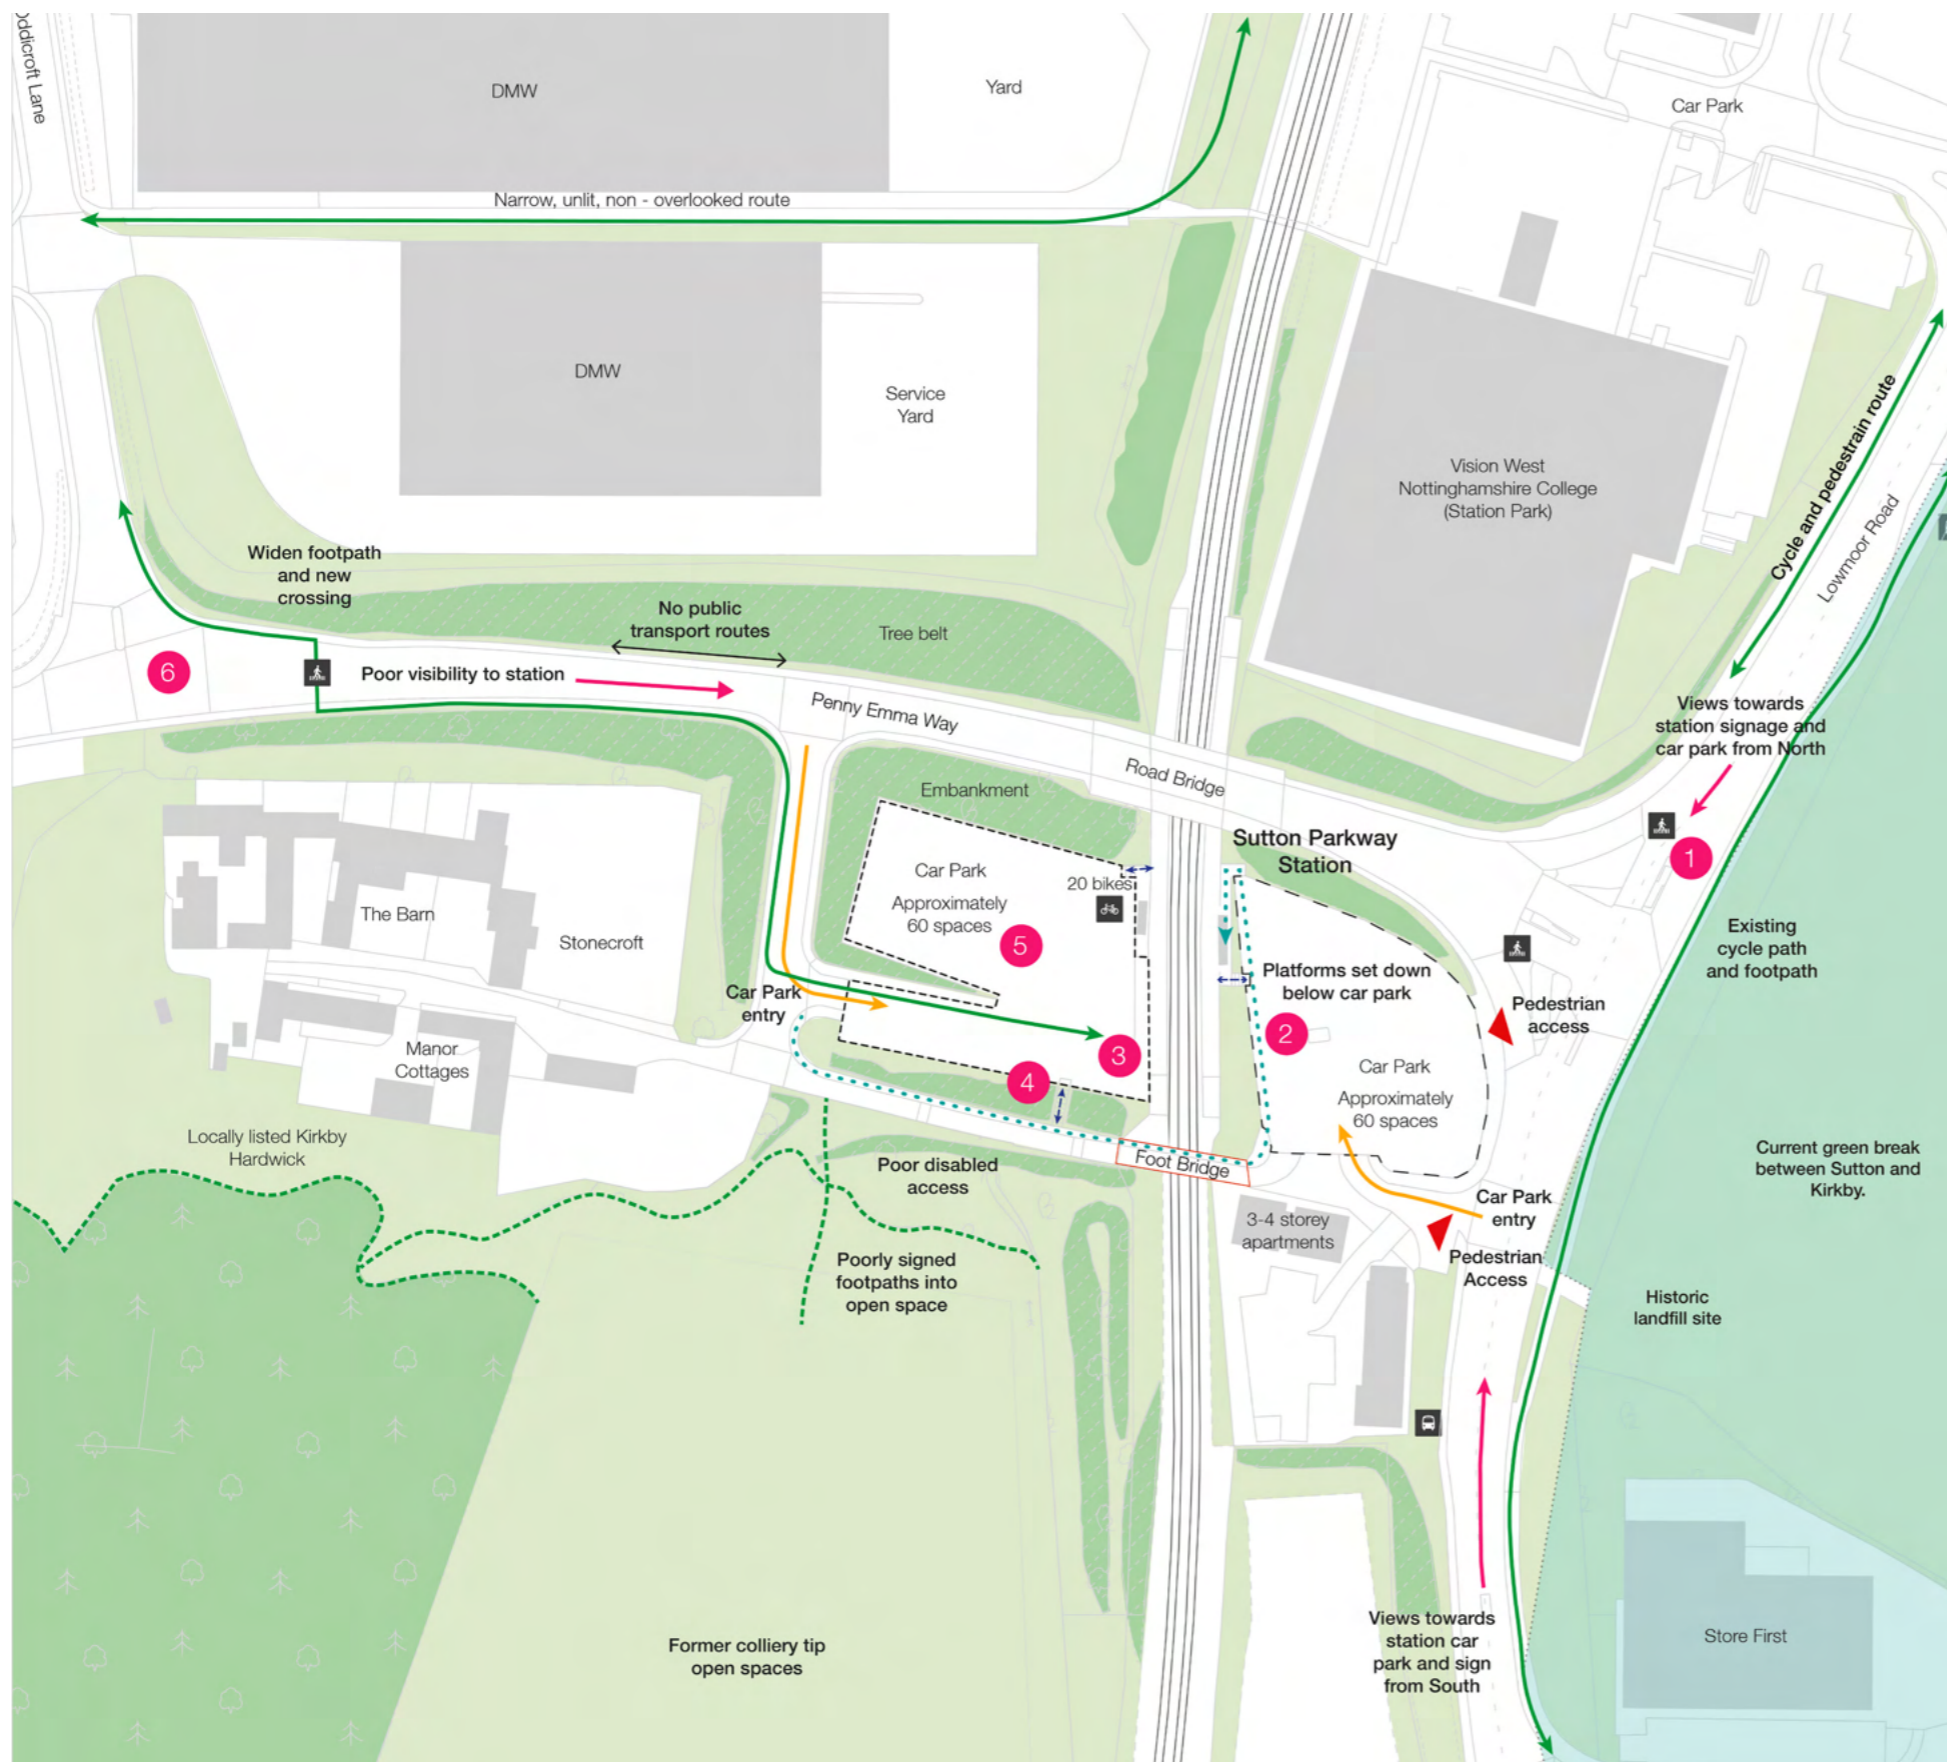 DMW
Yard
Car Park
Narrow, unlit, non - overlooked route
DMW
Service
Yard
Vision West
Nottinghamshire College
(Station Park)
Cycle and pedestrain route
Lowmoor Road
Widen footpath
and new
crossing
No public
transport routes
Tree belt
6
Poor visibility to station
Penny Emma Way
Road Bridge
Views towards
station signage and
car park from North
1
Embankment
Sutton Parkway
Station
Car Park
Approximately
60 spaces
20 bikes
5
The Barn
Stonecroft
Existing
cycle path
and footpath
Platforms set down
below car park
Car Park
entry
Pedestrian
access
2
3
4
Manor
Cottages
Car Park
Approximately
60 spaces
Locally listed Kirkby
Hardwick
Foot Bridge
Poor disabled
access
Current green break
between Sutton and
Kirkby.
Car Park
entry
3-4 storey
apartments
Pedestrian
Access
Poorly signed
footpaths into
open space
Historic
landfill site
Former colliery tip
open spaces
Views towards
station car
park and sign
from South
Store First